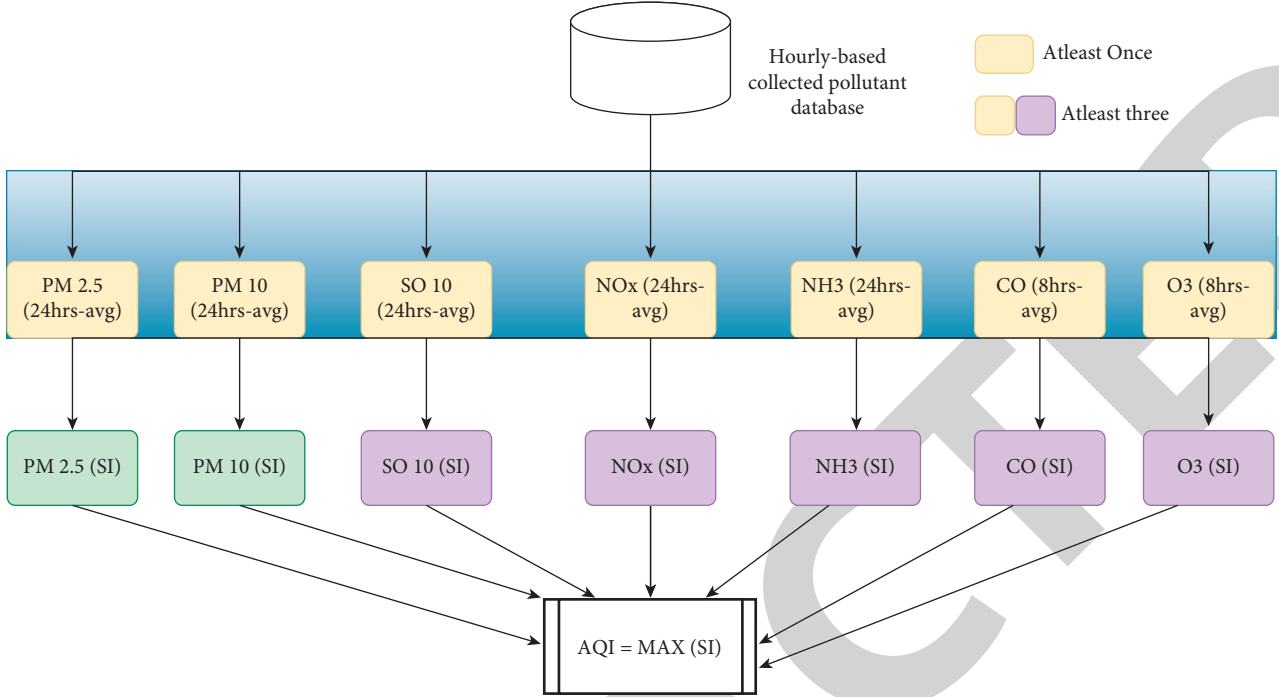 Hourly-based
collected pollutant
database
Atleast Once
Atleast three
PM 2.5
(24hrs-avg)
PM 10
(24hrs-avg)
SO 10
(24hrs-avg)
NOx (24hrs-
avg)
NH3 (24hrs-
avg)
CO (8hrs-
avg)
O3 (8hrs-
avg)
PM 2.5 (SI)
PM 10 (SI)
SO 10 (SI)
NOx (SI)
NH3 (SI)
CO (SI)
O3 (SI)
AQI = MAX (SI)